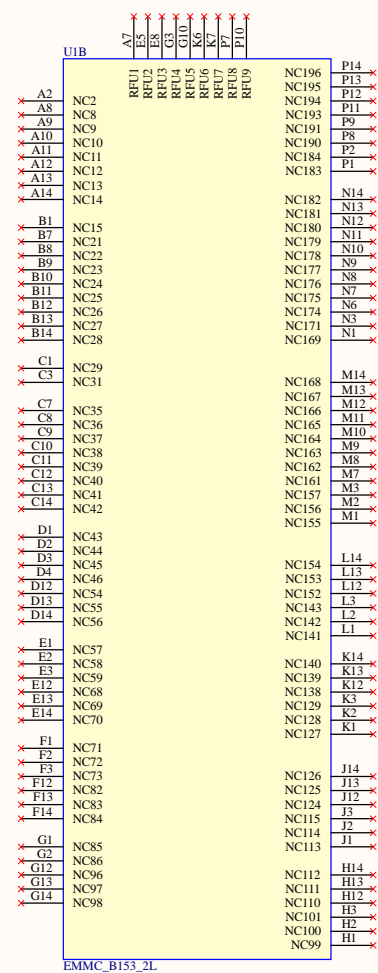 U1B
A7 E5 E8 G3 G10 K6 K7 P7 P10
RFU1 RFU2 RFU3 RFU4 RFU5 RFU6 RFU7 RFU8 RFU9
A2 NC2
A8 NC8
A9 NC9
A10 NC10
A11 NC11
A12 NC12
A13 NC13
A14 NC14
B1 NC15
B7 NC21
B8 NC22
B9 NC23
B10 NC24
B11 NC25
B12 NC26
B13 NC27
B14 NC28
C1 NC29
C3 NC31
C7 NC35
C8 NC36
C9 NC37
C10 NC38
C11 NC39
C12 NC40
C13 NC41
C14 NC42
D1 NC43
D2 NC44
D3 NC45
D4 NC46
D12 NC54
D13 NC55
D14 NC56
E1 NC57
E2 NC58
E3 NC59
E12 NC68
E13 NC69
E14 NC70
F1 NC71
F2 NC72
F3 NC73
F12 NC82
F13 NC83
F14 NC84
G1 NC85
G2 NC86
G12 NC96
G13 NC97
G14 NC98
NC196 P14
NC195 P13
NC194 P12
NC193 P11
NC191 P9
NC190 P8
NC184 P2
NC183 P1
NC182 N14
NC181 N13
NC180 N12
NC179 N11
NC178 N10
NC177 N9
NC176 N8
NC175 N7
NC174 N6
NC171 N3
NC169 N1
NC168 M14
NC167 M13
NC166 M12
NC165 M11
NC164 M10
NC163 M9
NC162 M8
NC161 M7
NC157 M3
NC156 M2
NC155 M1
NC154 L14
NC153 L13
NC152 L12
NC143 L3
NC142 L2
NC141 L1
NC140 K14
NC139 K13
NC138 K12
NC129 K3
NC128 K2
NC127 K1
NC126 J14
NC125 J13
NC124 J12
NC115 J3
NC114 J2
NC113 J1
NC112 H14
NC111 H13
NC110 H12
NC101 H3
NC100 H2
NC99 H1
EMMC_B153_2L